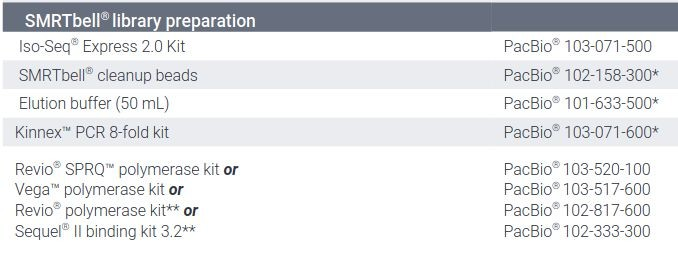 SMRTbell® library preparation
Iso-Seq® Express 2.0 Kit PacBio® 103-071-500
SMRTbell® cleanup beads PacBio® 102-158-300*
Elution buffer (50 mL) PacBio® 101-633-500*
Kinnex™ PCR 8-fold kit PacBio® 103-071-600*
Revio® SPRQ™ polymerase kit or PacBio® 103-520-100
Vega™ polymerase kit or PacBio® 103-517-600
Revio® polymerase kit** or PacBio® 102-817-600
Sequel® II binding kit 3.2** PacBio® 102-333-300